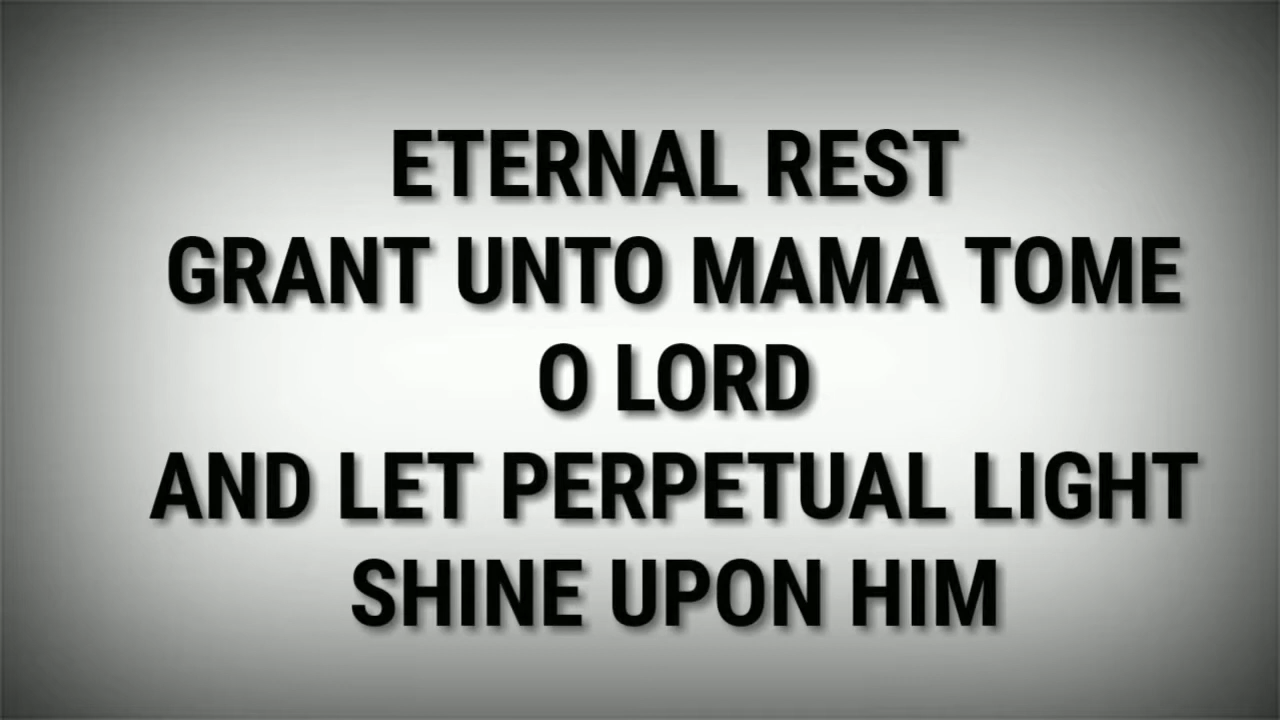 ETERNAL REST
GRANT UNTO MAMA TOME
O LORD
AND LET PERPETUAL LIGHT
SHINE UPON HIM